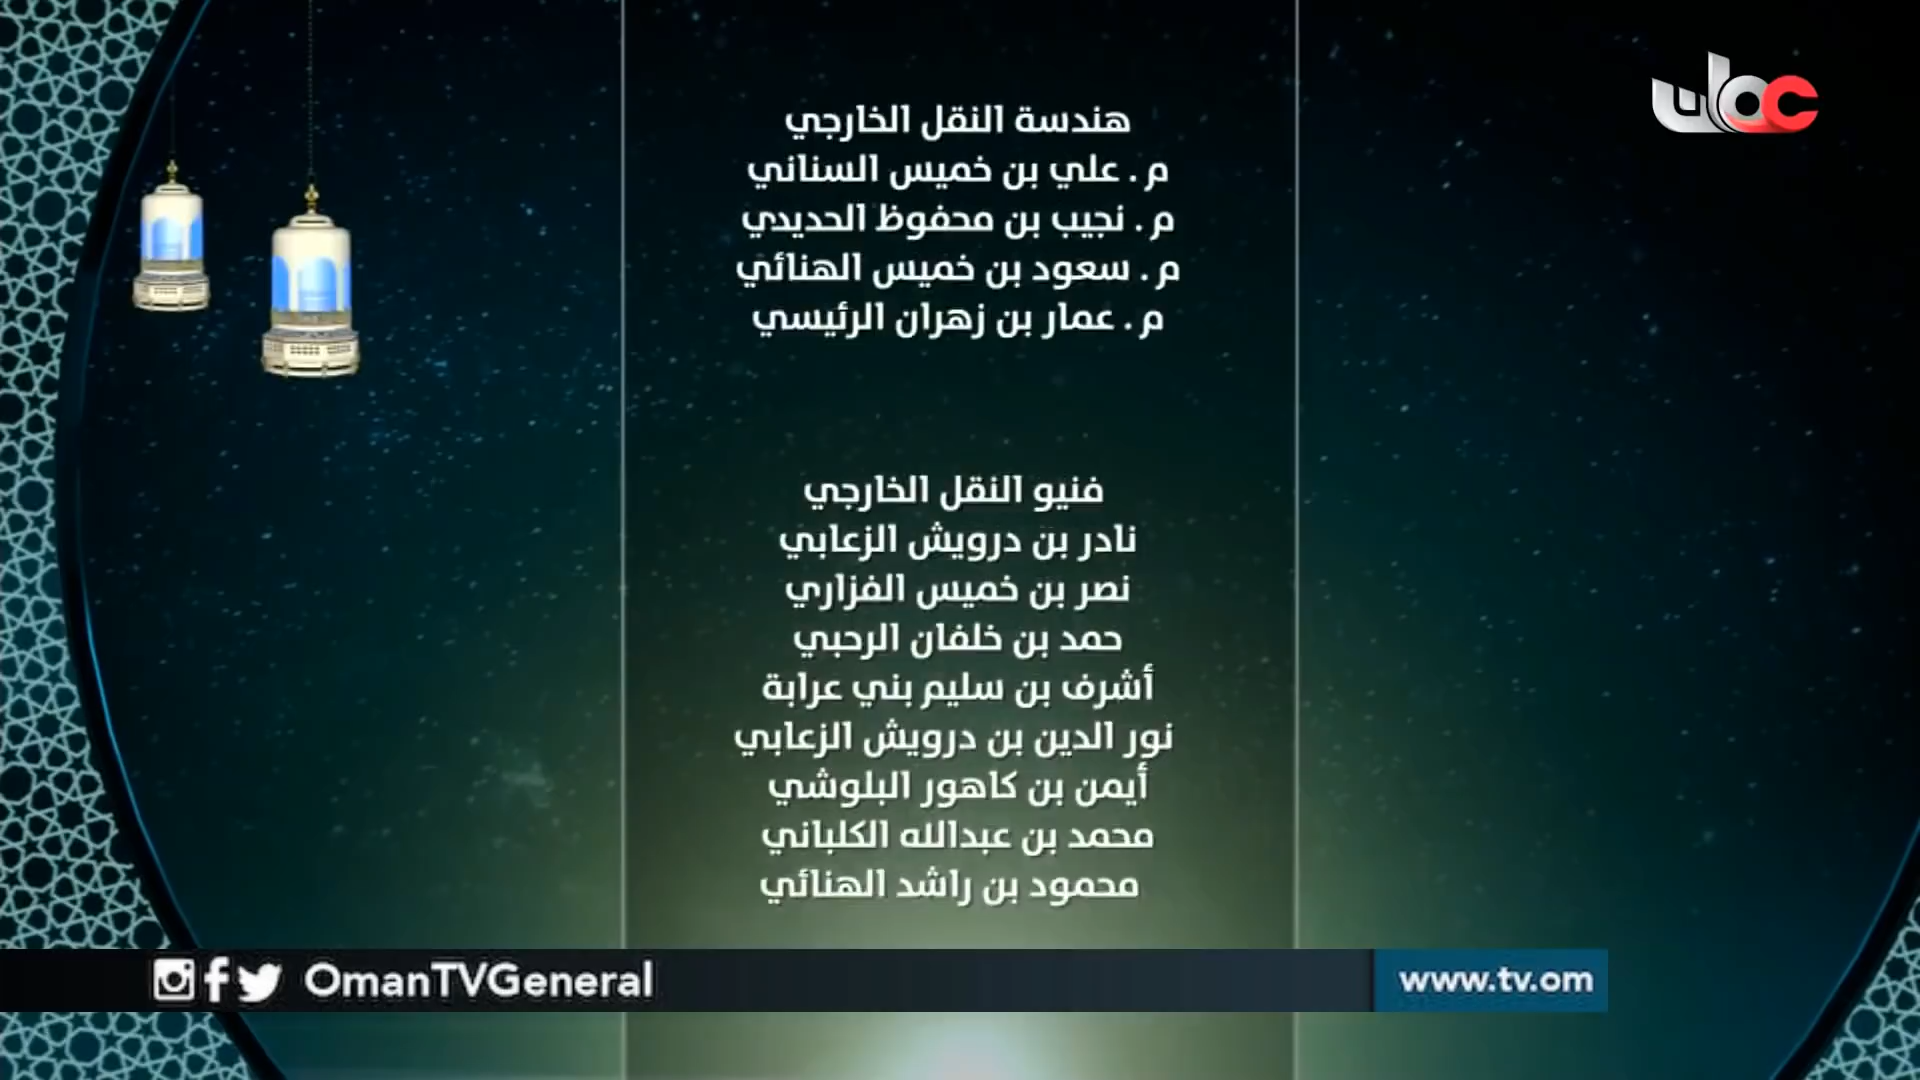 عمان
هندسة النقل الخارجي
م . علي بن خميس السناني
م . نجيب بن محفوظ الحديدي
م . سعود بن خميس الهنائي
م . عمار بن زهران الرئيسي
فنيو النقل الخارجي
نادر بن درويش الزعابي
نصر بن خميس الفزاري
حمد بن خلفان الرحبي
أشرف بن سليم بني عرابة
نور الدين بن درويش الزعابي
أيمن بن كاهور البلوشي
محمد بن عبدالله الكلباني
محمود بن راشد الهنائي
OmanTVGeneral
www.tv.om